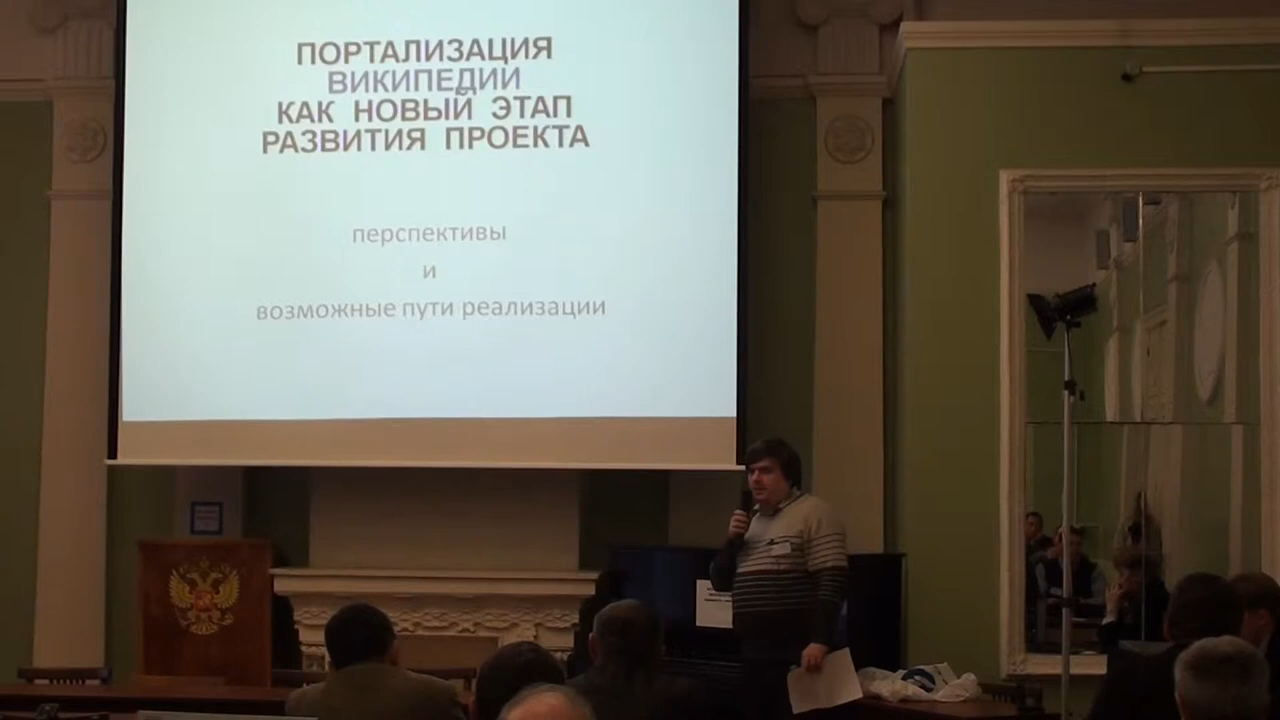 ПОРТАЛИЗАЦИЯ
ВИКИПЕДИИ
КАК НОВЫЙ ЭТАП
РАЗВИТИЯ ПРОЕКТА
перспективы
и
возможные пути реализации